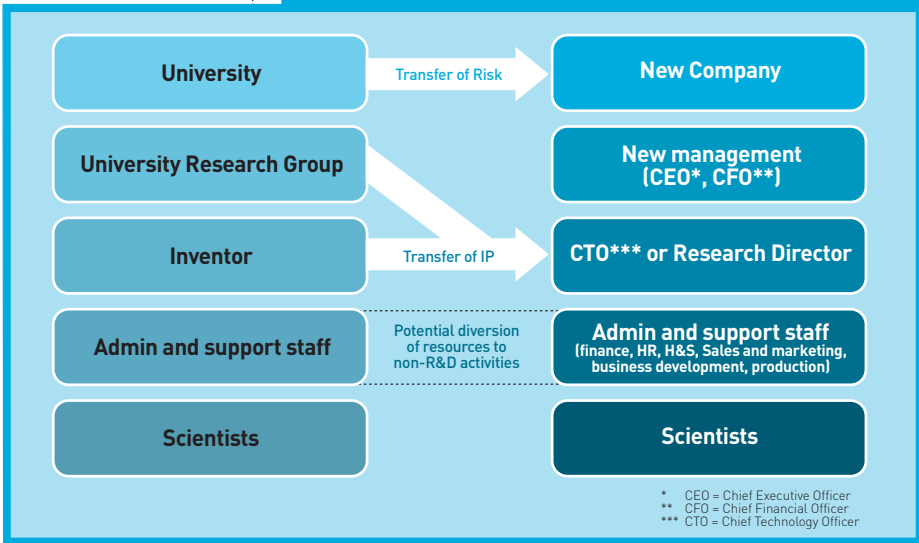 University
Transfer of Risk
New Company
University Research Group
New management
(CEO*, CFO**)
Inventor
Transfer of IP
CTO*** or Research Director
Admin and support staff
Potential diversion
of resources to
non-R&D activities
Admin and support staff
(finance, HR, H&S, Sales and marketing,
business development, production)
Scientists
Scientists
* CEO = Chief Executive Officer
** CFO = Chief Financial Officer
*** CTO = Chief Technology Officer